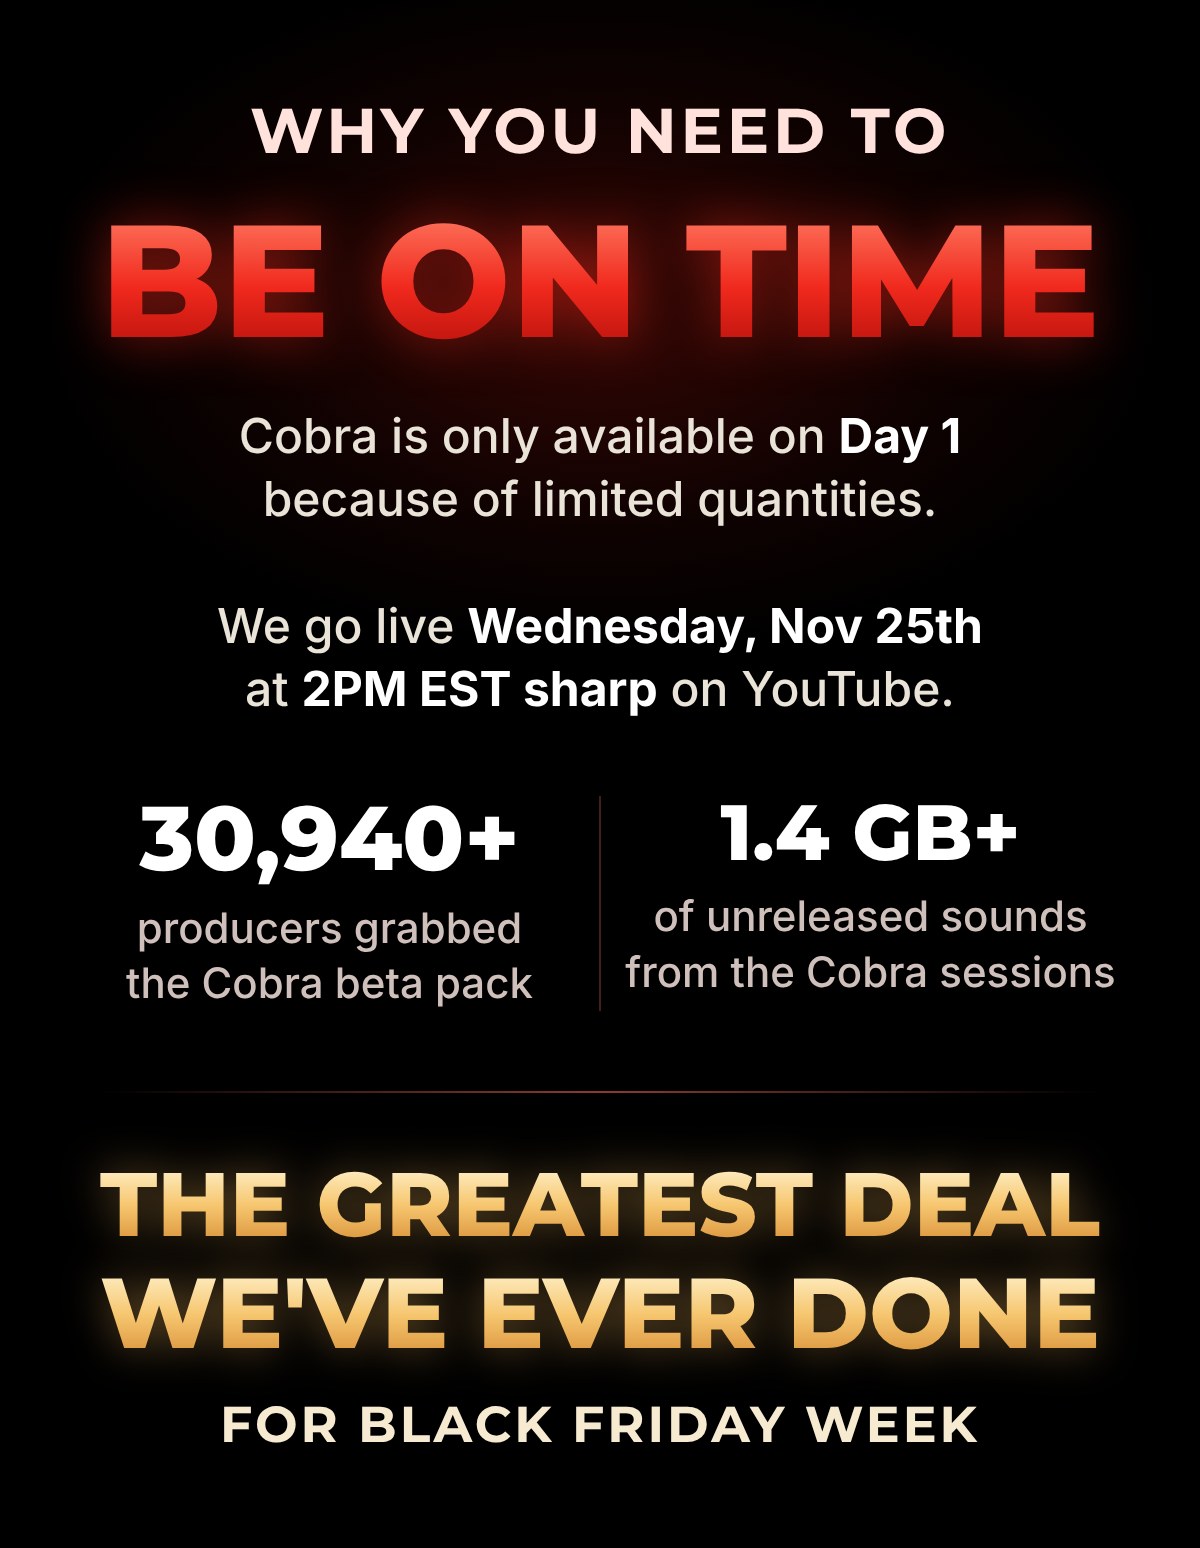 WHY YOU NEED TO
BE ON TIME
Cobra is only available on Day 1
because of limited quantities.
We go live Wednesday, Nov 25th
at 2PM EST sharp on YouTube.
30,940+
producers grabbed
the Cobra beta pack
1.4 GB+
of unreleased sounds
from the Cobra sessions
THE GREATEST DEAL
WE'VE EVER DONE
FOR BLACK FRIDAY WEEK